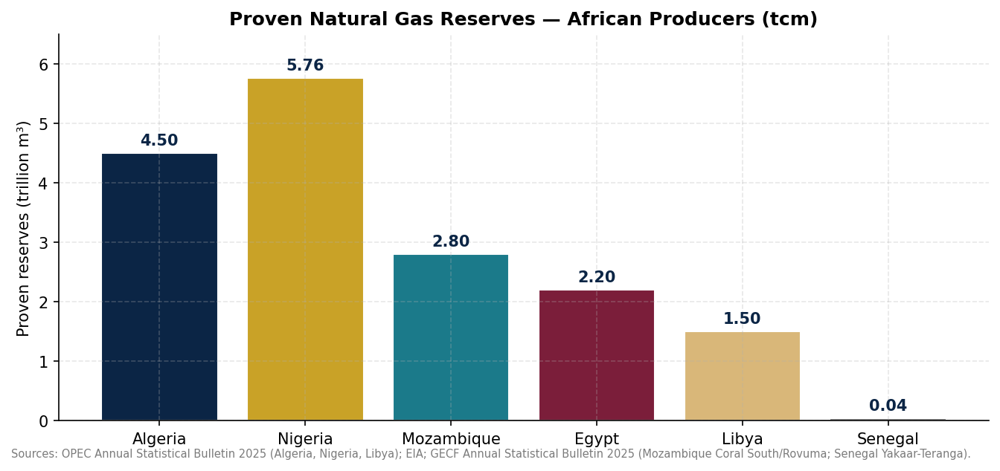 Proven Natural Gas Reserves — African Producers (tcm)
Proven reserves (trillion m³)
6
5
4
3
2
1
0
4.50
5.76
2.80
2.20
1.50
0.04
Algeria
Nigeria
Mozambique
Egypt
Libya
Senegal
Sources: OPEC Annual Statistical Bulletin 2025 (Algeria, Nigeria, Libya); EIA; GECF Annual Statistical Bulletin 2025 (Mozambique Coral South/Rovuma; Senegal Yakaar-Teranga).